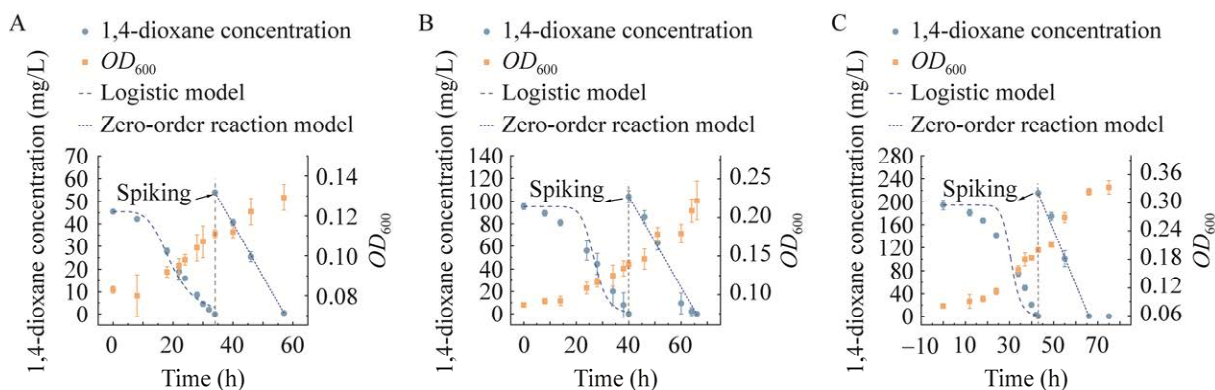 A
1,4-dioxane concentration
OD600
Logistic model
Zero-order reaction model
1,4-dioxane concentration (mg/L)
70
60
50
40
30
20
10
0
Spiking
0.14
0.12
0.10
0.08
OD600
0 20 40 60
Time (h)
B
1,4-dioxane concentration
OD600
Logistic model
Zero-order reaction model
1,4-dioxane concentration (mg/L)
140
120
100
80
60
40
20
0
Spiking
0.25
0.20
0.15
0.10
OD600
0 20 40 60
Time (h)
C
1,4-dioxane concentration
OD600
Logistic model
Zero-order reaction model
1,4-dioxane concentration (mg/L)
280
240
200
160
120
80
40
0
Spiking
0.36
0.30
0.24
0.18
0.12
0.06
OD600
−10 10 30 50 70
Time (h)